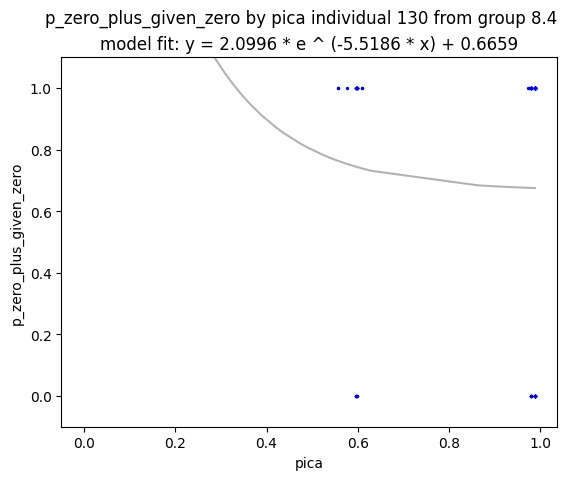 p_zero_plus_given_zero by pica individual 130 from group 8.4
model fit: y = 2.0996 * e ^ (-5.5186 * x) + 0.6659
1.0
0.8
0.6
0.4
0.2
0.0
p_zero_plus_given_zero
0.0 0.2 0.4 0.6 0.8 1.0
pica